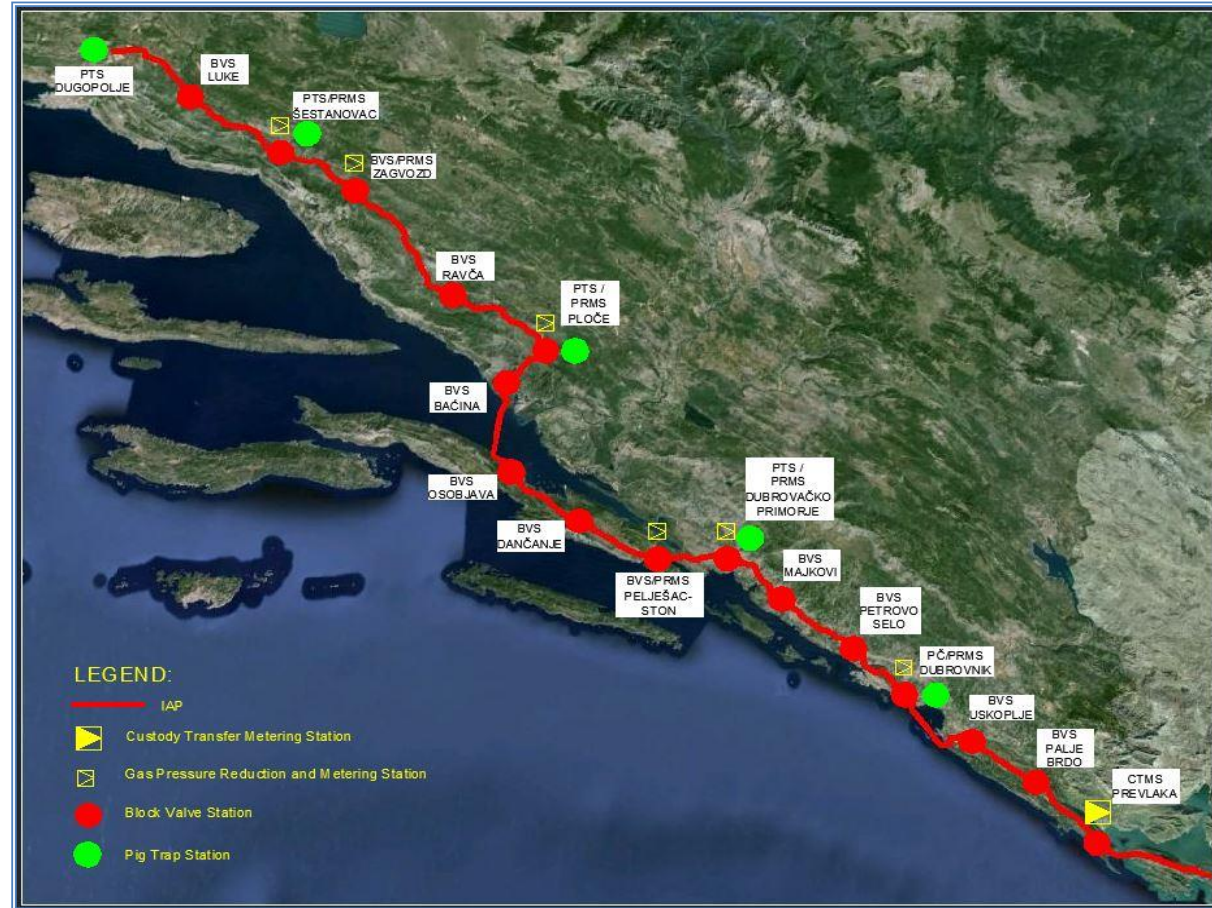 PTS
DUGOPOLJE
BVS
LUKE
PTS/PRMS
ŠESTANOVAC
BVS/PRMS
ZAGVOZD
BVS
RAVČA
PTS /
PRMS
PLOČE
BVS
BAĆINA
BVS
OSOBJAVA
BVS
DANČANJE
BVS/PRMS
PELJEŠAC-
STON
PTS /
PRMS
DUBROVAČKO
PRIMORJE
BVS
MAJKOVI
BVS
PETROVO
SELO
PČ/PRMS
DUBROVNIK
BVS
USKOPLJE
BVS
PALJE
BRDO
CTMS
PREVLAKA
LEGEND:
IAP
Custody Transfer Metering Station
Gas Pressure Reduction and Metering Station
Block Valve Station
Pig Trap Station